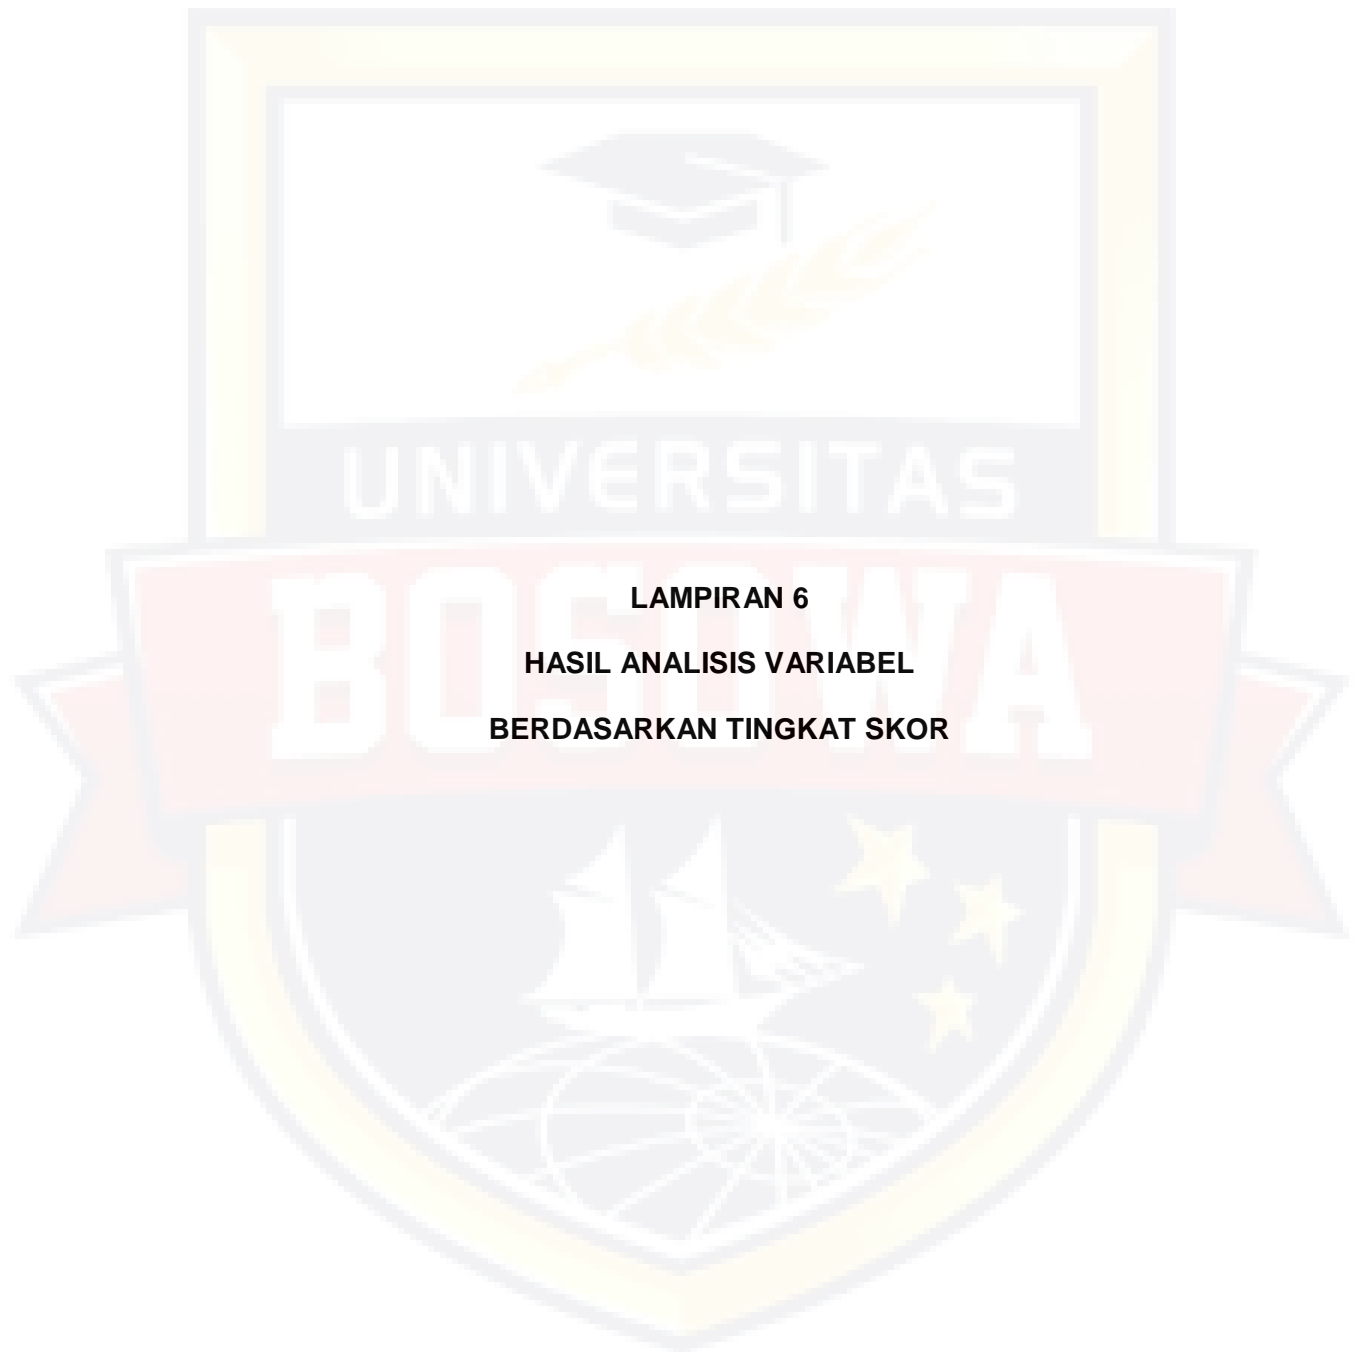 UNIVERSITAS
BOSOWA
LAMPIRAN 6
HASIL ANALISIS VARIABEL
BERDASARKAN TINGKAT SKOR